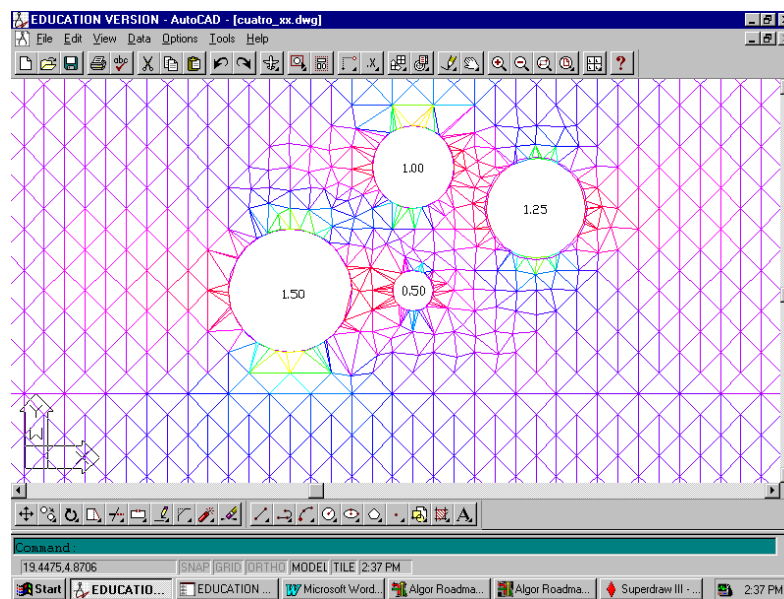 EDUCATION VERSION - AutoCAD - [cuatro_xx.dwg]
File Edit View Data Options Tools Help
abc .X ?
1.00
1.25
1.50
0.50
Y
W
X
A
Command:
19.4475,4.8706 SNAP GRID ORTHO MODEL TILE 2:37 PM
Start EDUCATIO... EDUCATION ... Microsoft Word... Algor Roadma... Algor Roadma... Superdraw III - ... 2:37 PM